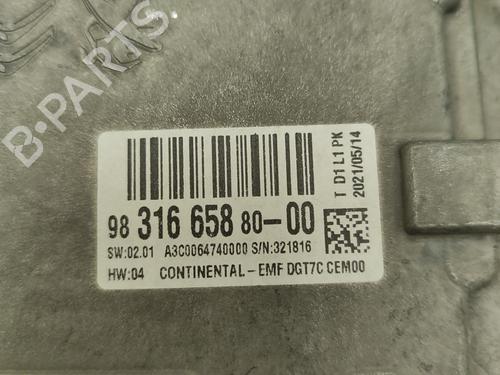 B-PARTS
98 316 658 80-00
SW:02.01 A3C0064740000 S/N:321816
HW:04 CONTINENTAL-EMF DGT7C CEM00
T D1 L1 PK
2021/05/14